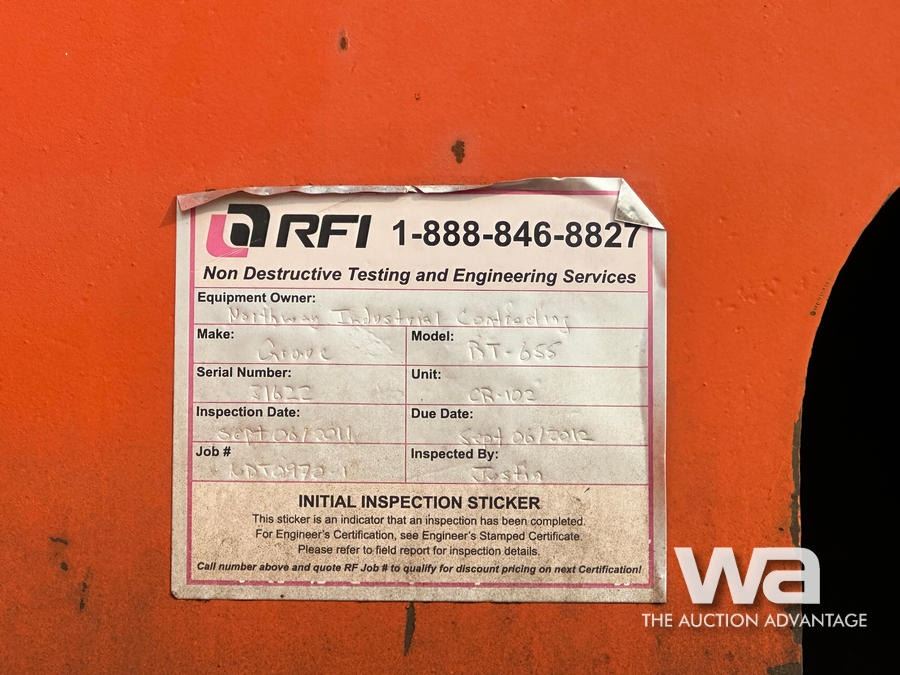 RFI 1-888-846-8827
Non Destructive Testing and Engineering Services
Equipment Owner:
Northway Industrial Contracting
Make: Model:
Grove RT-655
Serial Number: Unit:
31622 CR-102
Inspection Date: Due Date:
Sept 06/2011 Sept 06/2012
Job # Inspected By:
NDT0970-1 Justin
INITIAL INSPECTION STICKER
This sticker is an indicator that an inspection has been completed.
For Engineer's Certification, see Engineer's Stamped Certificate.
Please refer to field report for inspection details.
Call number above and quote RF Job # to qualify for discount pricing on next Certification!
wa
THE AUCTION ADVANTAGE